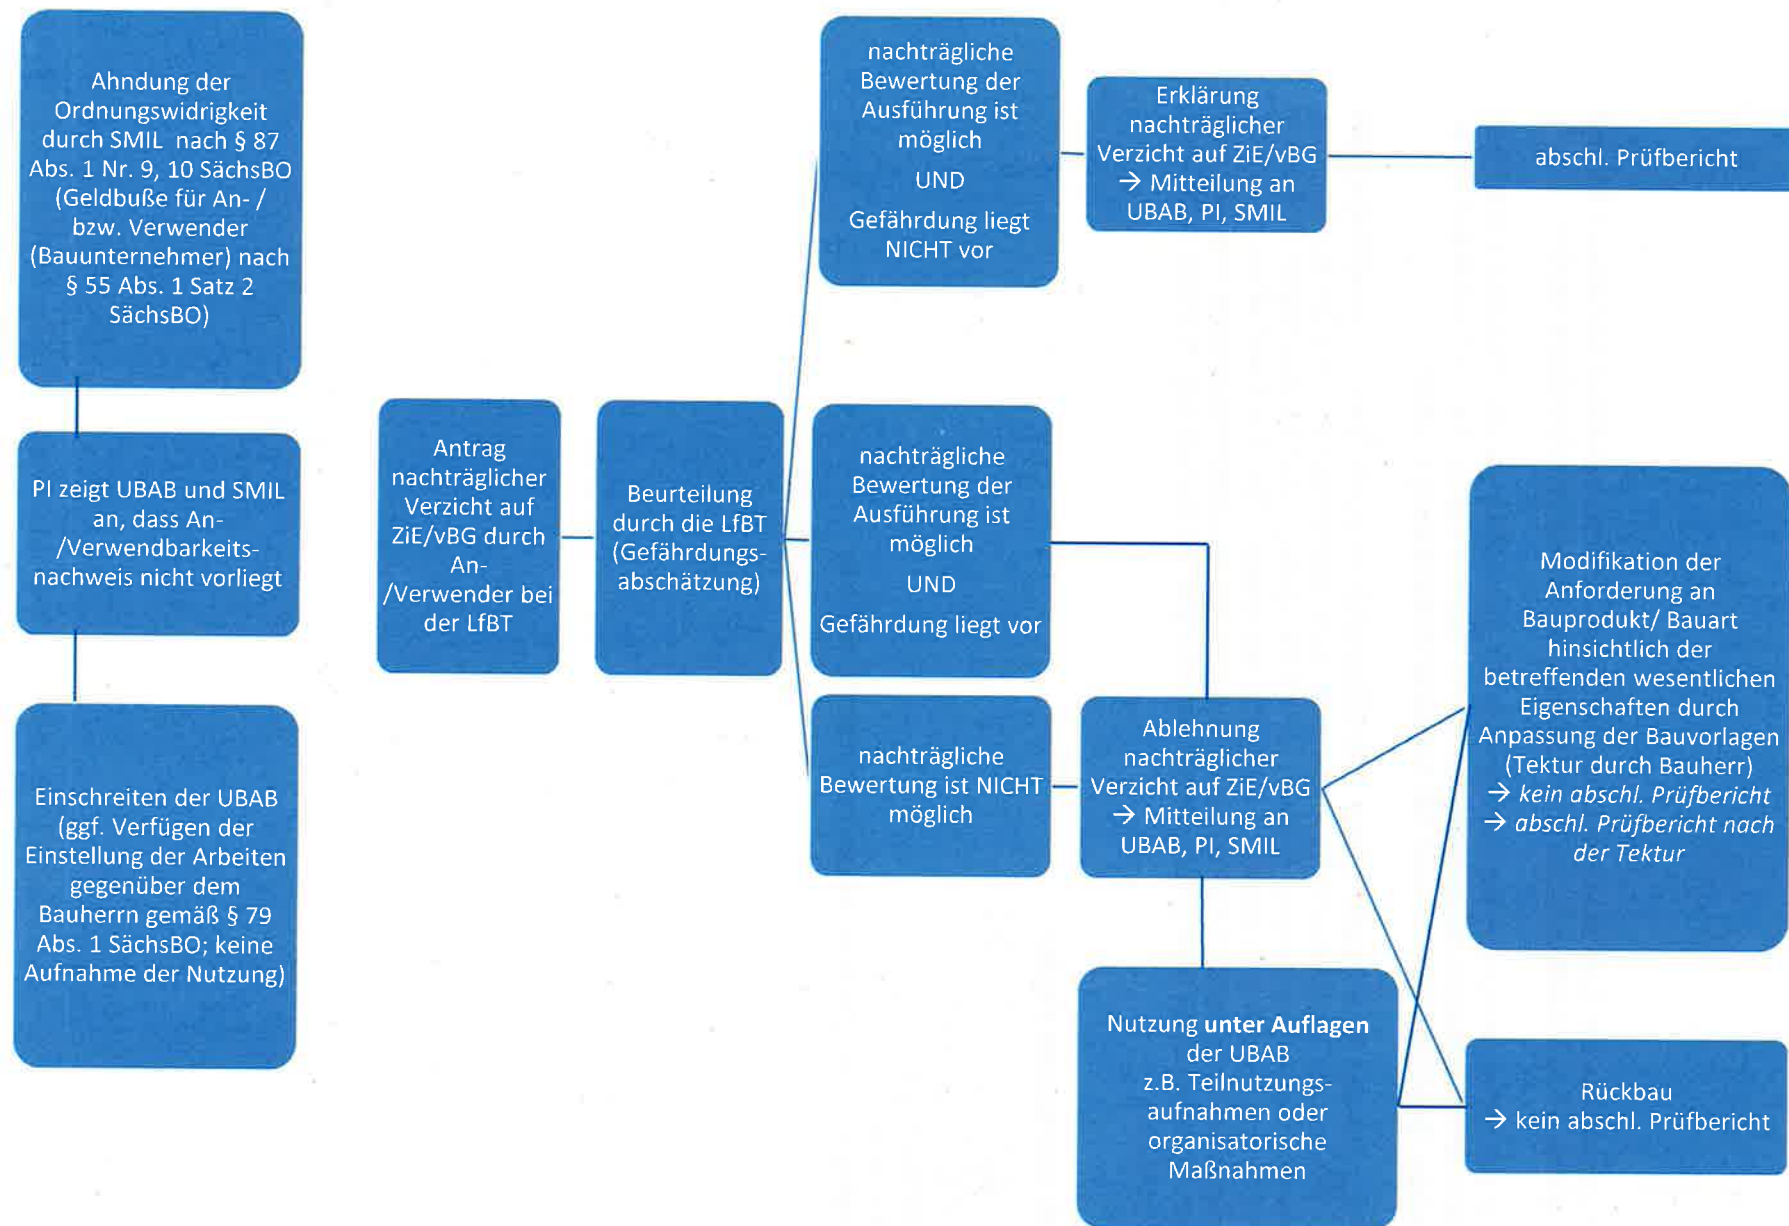 Ahndung der
Ordnungswidrigkeit
durch SMIL nach § 87
Abs. 1 Nr. 9, 10 SächsBO
(Geldbuße für An- /
bzw. Verwender
(Bauunternehmer) nach
§ 55 Abs. 1 Satz 2
SächsBO)
PI zeigt UBAB und SMIL
an, dass An-
/Verwendbarkeits-
nachweis nicht vorliegt
Einschreiten der UBAB
(ggf. Verfügen der
Einstellung der Arbeiten
gegenüber dem
Bauherrn gemäß § 79
Abs. 1 SächsBO; keine
Aufnahme der Nutzung)
Antrag
nachträglicher
Verzicht auf
ZiE/vBG durch
An-
/Verwender bei
der LfBT
Beurteilung
durch die LfBT
(Gefährdungs-
abschätzung)
nachträgliche
Bewertung der
Ausführung ist
möglich
UND
Gefährdung liegt
NICHT vor
Erklärung
nachträglicher
Verzicht auf ZiE/vBG
→ Mitteilung an
UBAB, PI, SMIL
abschl. Prüfbericht
nachträgliche
Bewertung der
Ausführung ist
möglich
UND
Gefährdung liegt vor
nachträgliche
Bewertung ist NICHT
möglich
Ablehnung
nachträglicher
Verzicht auf ZiE/vBG
→ Mitteilung an
UBAB, PI, SMIL
Nutzung unter Auflagen
der UBAB
z.B. Teilnutzungs-
aufnahmen oder
organisatorische
Maßnahmen
Modifikation der
Anforderung an
Bauprodukt/ Bauart
hinsichtlich der
betreffenden wesentlichen
Eigenschaften durch
Anpassung der Bauvorlagen
(Tektur durch Bauherr)
→ kein abschl. Prüfbericht
→ abschl. Prüfbericht nach
der Tektur
Rückbau
→ kein abschl. Prüfbericht